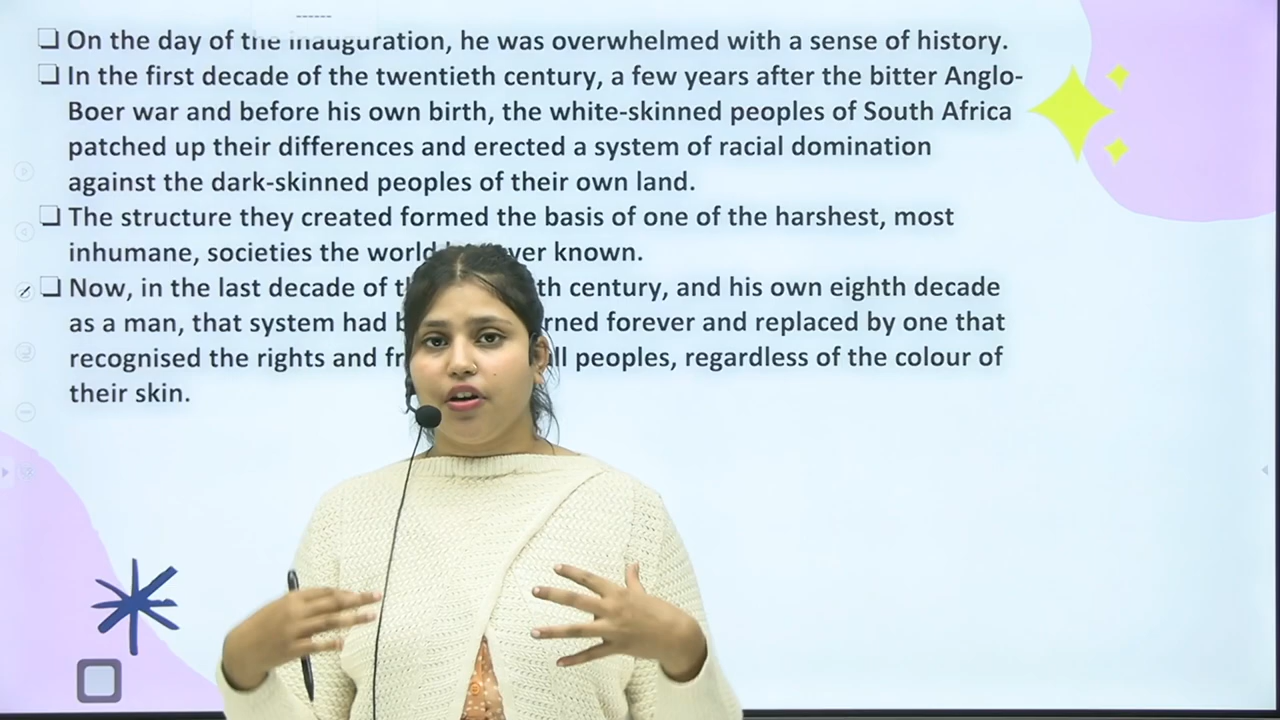 ------
❑ On the day of the inauguration, he was overwhelmed with a sense of history.
❑ In the first decade of the twentieth century, a few years after the bitter Anglo-
Boer war and before his own birth, the white-skinned peoples of South Africa
patched up their differences and erected a system of racial domination
against the dark-skinned peoples of their own land.
❑ The structure they created formed the basis of one of the harshest, most
inhumane, societies the world ever known.
❑ Now, in the last decade of th century, and his own eighth decade
as a man, that system had rned forever and replaced by one that
recognised the rights and peoples, regardless of the colour of
their skin.